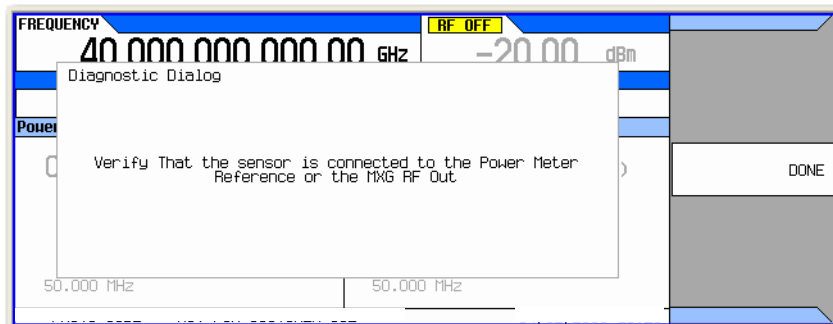 FREQUENCY
RF OFF
40.000 000 000 00 GHz
-20.00 dBm
Diagnostic Dialog
Power
Verify That the sensor is connected to the Power Meter
Reference or the MXG RF Out
DONE
50.000 MHz
50.000 MHz